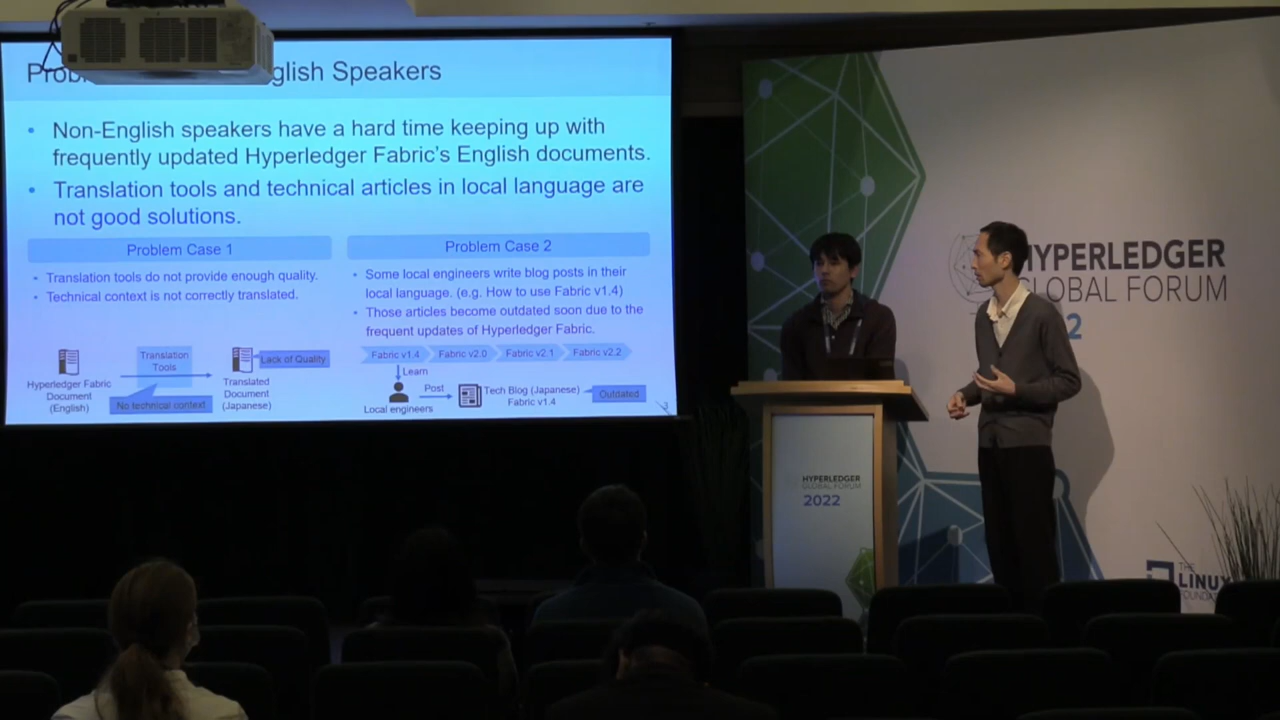 Prob glish Speakers
• Non-English speakers have a hard time keeping up with
frequently updated Hyperledger Fabric's English documents.
• Translation tools and technical articles in local language are
not good solutions.
Problem Case 1
• Translation tools do not provide enough quality.
• Technical context is not correctly translated.
Hyperledger Fabric
Document
(English)
Translation
Tools
No technical context
Lack of Quality
Translated
Document
(Japanese)
Problem Case 2
• Some local engineers write blog posts in their
local language. (e.g. How to use Fabric v1.4)
• Those articles become outdated soon due to the
frequent updates of Hyperledger Fabric.
Fabric v1.4 Fabric v2.0 Fabric v2.1 Fabric v2.2
Learn
Local engineers
Post
Tech Blog (Japanese)
Fabric v1.4
Outdated
HYPERLEDGER
GLOBAL FORUM
2
HYPERLEDGER
GLOBAL FORUM
2022
THE
LINUX
FOUNDATION